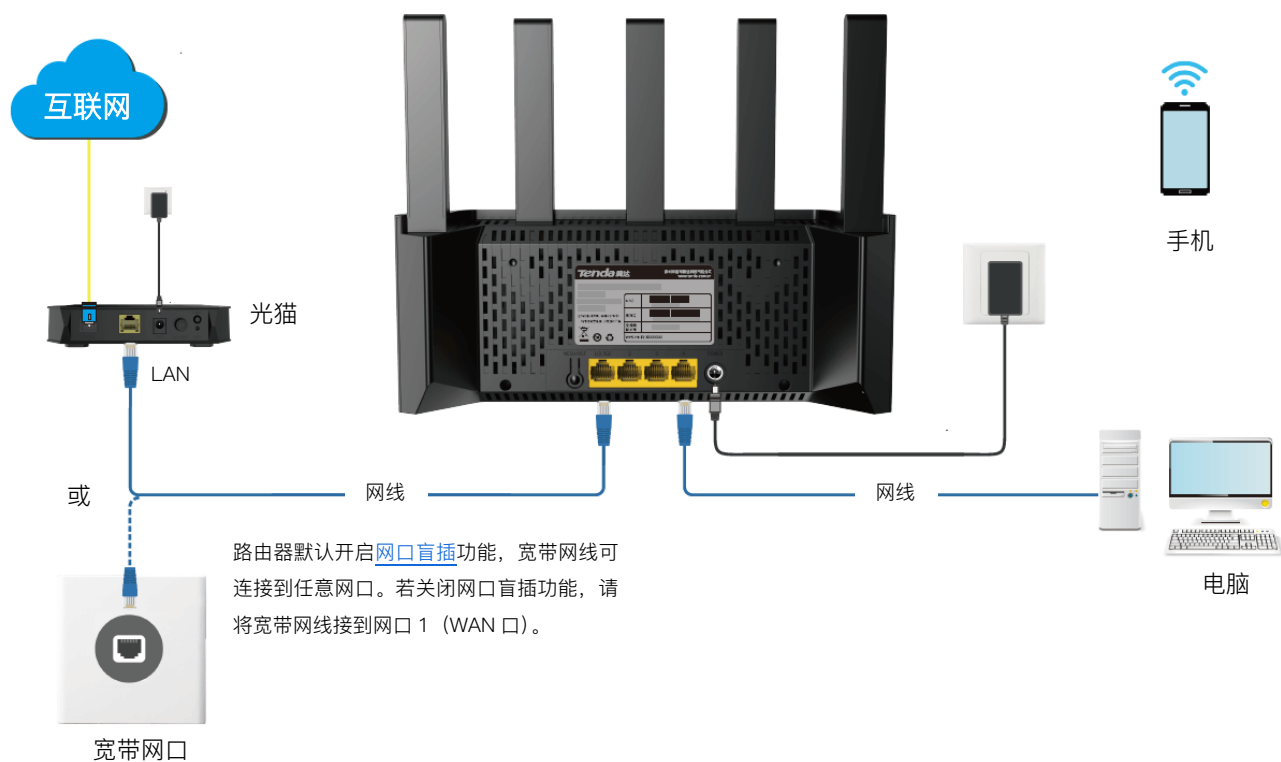 互联网
Tenda 腾达
手机
光猫
LAN
或
网线
网线
路由器默认开启网口盲插功能，宽带网线可
连接到任意网口。若关闭网口盲插功能，请
将宽带网线接到网口 1（WAN 口）。
电脑
宽带网口